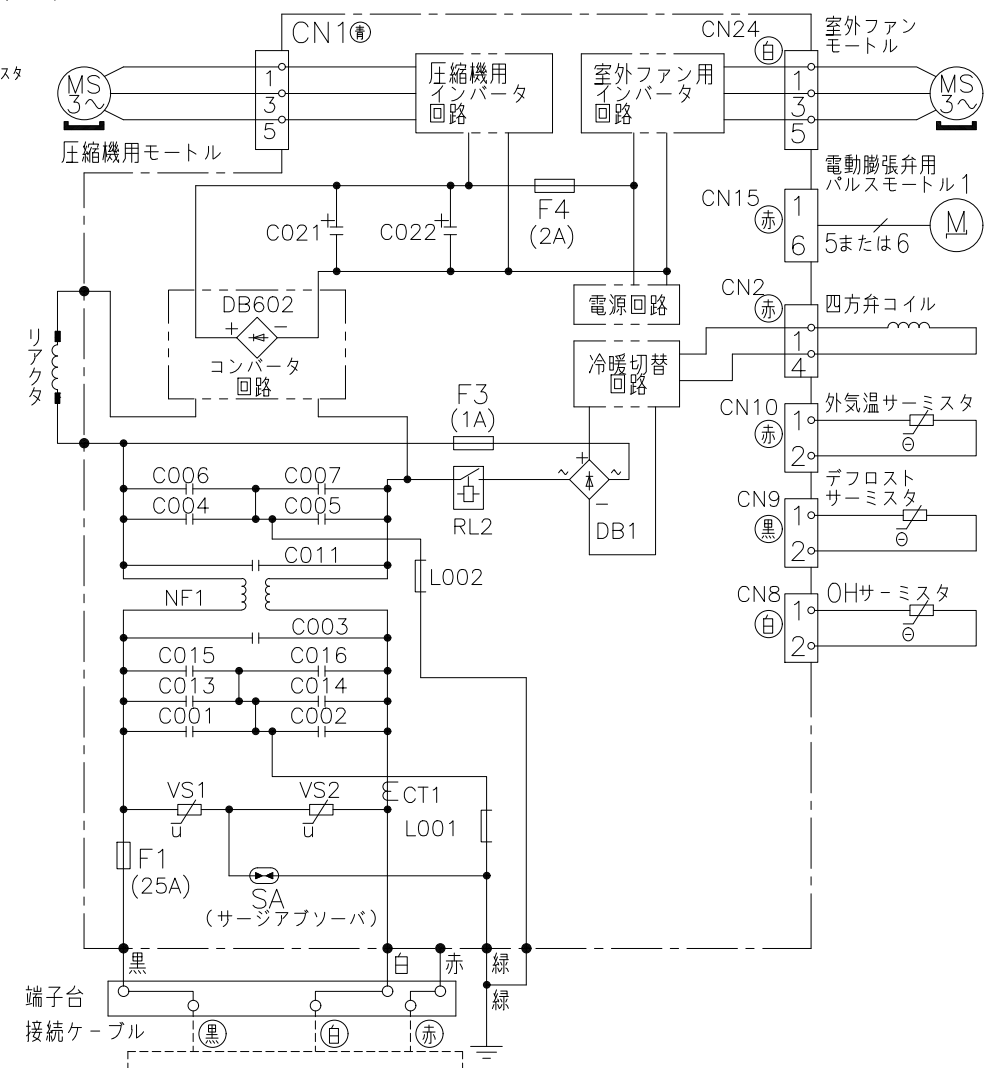 スタ
CN1
青
MS
3～
1
3
5
圧縮機用モートル
圧縮機用
インバータ
回路
室外ファン用
インバータ
回路
CN24
白
1
3
5
室外ファン
モートル
MS
3～
+
C021
+
C022
F4
(2A)
電動膨張弁用
パルスモートル1
CN15
赤
1
6
5または6
M
リアクタ
DB602
+
−
コンバータ
回路
電源回路
CN2
赤
1
4
四方弁コイル
冷暖切替
回路
F3
(1A)
RL2
～
+
～
−
DB1
CN10
赤
1
2
外気温サーミスタ
Θ
CN9
黒
1
2
デフロスト
サーミスタ
Θ
CN8
白
1
2
OHサーミスタ
Θ
C006
C007
C004
C005
C011
L002
NF1
C003
C015
C016
C013
C014
C001
C002
VS1
u
VS2
u
CT1
L001
F1
(25A)
SA
(サージアブソーバ)
黒
白
赤
緑
緑
端子台
接続ケーブル
黒
白
赤